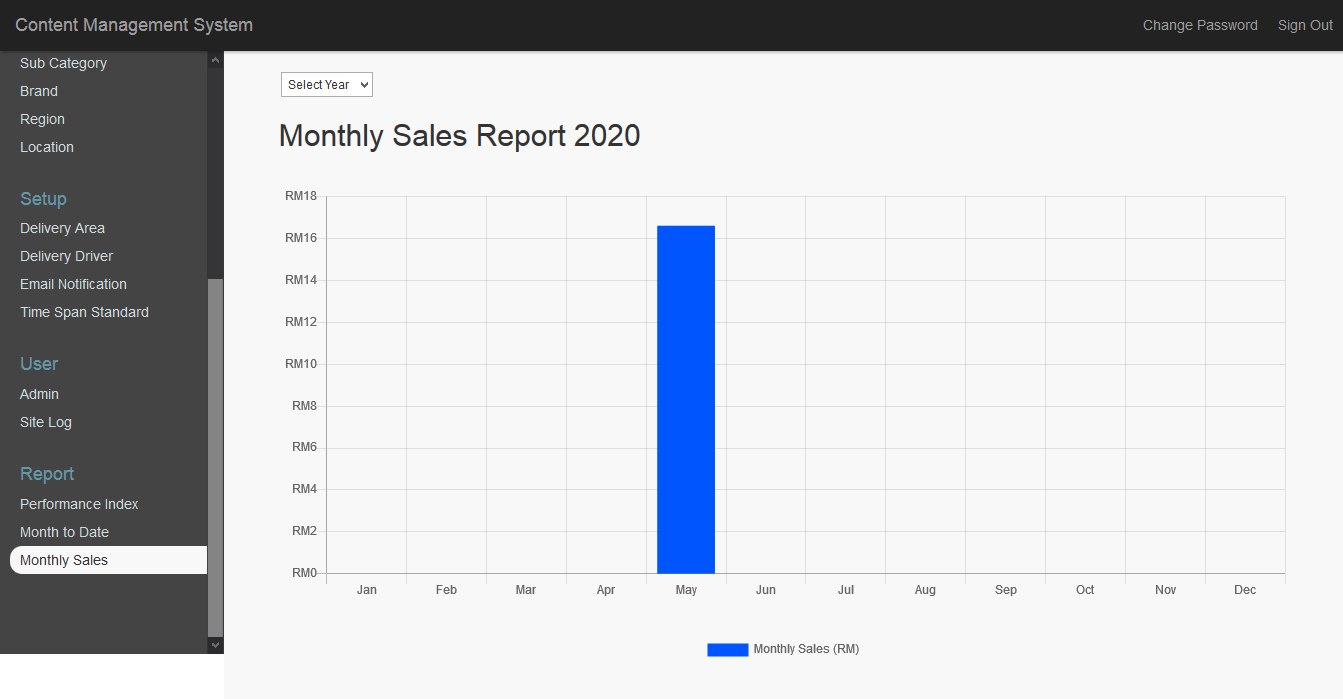 Content Management System
Change Password
Sign Out
Sub Category
Brand
Region
Location
Setup
Delivery Area
Delivery Driver
Email Notification
Time Span Standard
User
Admin
Site Log
Report
Performance Index
Month to Date
Monthly Sales
Select Year
Monthly Sales Report 2020
RM18
RM16
RM14
RM12
RM10
RM8
RM6
RM4
RM2
RM0
Jan Feb Mar Apr May Jun Jul Aug Sep Oct Nov Dec
Monthly Sales (RM)